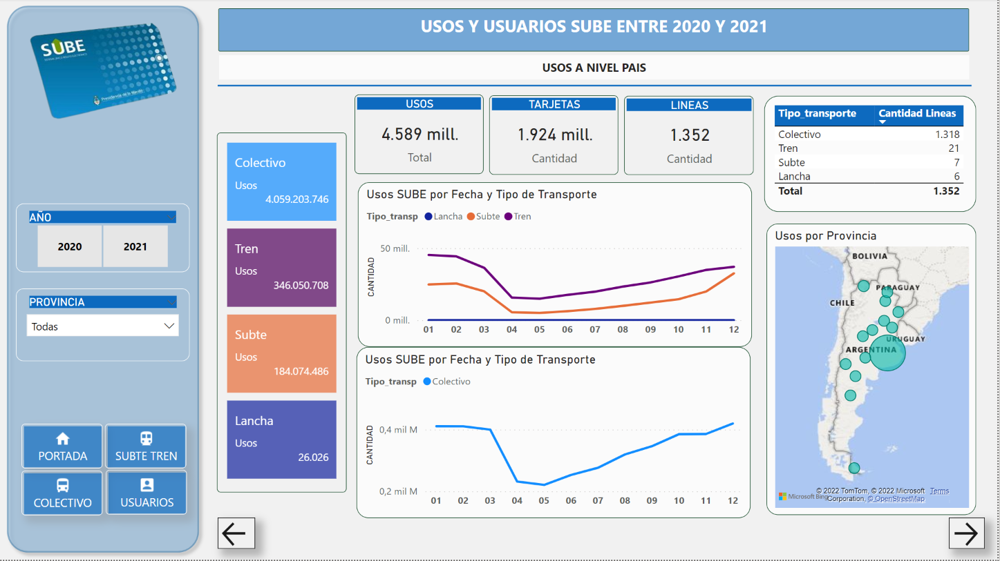 SUBE
Presidencia de la Nación
AÑO
2020
2021
PROVINCIA
Todas
PORTADA
SUBTE TREN
COLECTIVO
USUARIOS
USOS Y USUARIOS SUBE ENTRE 2020 Y 2021
USOS A NIVEL PAIS
Colectivo
Usos
4.059.203.746
Tren
Usos
346.050.708
Subte
Usos
184.074.486
Lancha
Usos
26.026
USOS
4.589 mill.
Total
TARJETAS
1.924 mill.
Cantidad
LINEAS
1.352
Cantidad
Usos SUBE por Fecha y Tipo de Transporte
Tipo_transp Lancha Subte Tren
CANTIDAD
50 mill.
0 mill.
01 02 03 04 05 06 07 08 09 10 11 12
Usos SUBE por Fecha y Tipo de Transporte
Tipo_transp Colectivo
CANTIDAD
0,4 mil M
0,2 mil M
01 02 03 04 05 06 07 08 09 10 11 12
Tipo_transporte Cantidad Lineas
Colectivo 1.318
Tren 21
Subte 7
Lancha 6
Total 1.352
Usos por Provincia
BOLIVIA
PARAGUAY
CHILE
URUGUAY
ARGENTINA
Microsoft Bing
© 2022 TomTom, © 2022 Microsoft Terms
Corporation, © OpenStreetMap